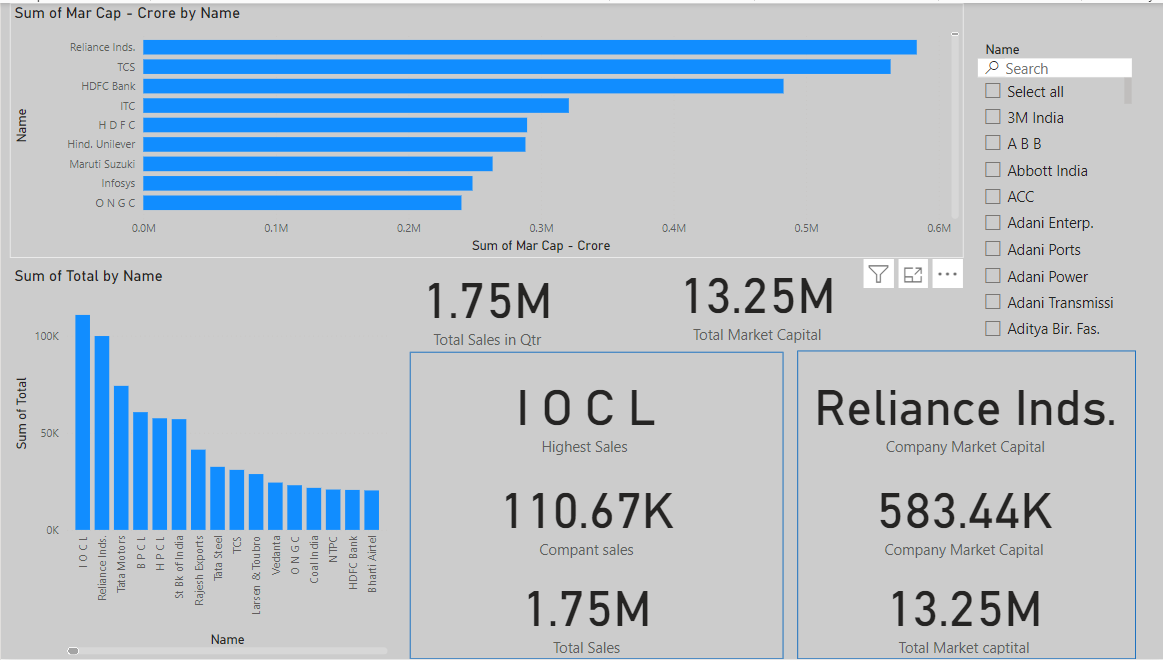 Sum of Mar Cap - Crore by Name
Name
Reliance Inds.
TCS
HDFC Bank
ITC
H D F C
Hind. Unilever
Maruti Suzuki
Infosys
O N G C
0.0M 0.1M 0.2M 0.3M 0.4M 0.5M 0.6M
Sum of Mar Cap - Crore
Name
Search
Select all
3M India
A B B
Abbott India
ACC
Adani Enterp.
Adani Ports
Adani Power
Adani Transmissi
Aditya Bir. Fas.
Sum of Total by Name
Sum of Total
100K
50K
0K
I O C L
Reliance Inds.
Tata Motors
B P C L
H P C L
St Bk of India
Rajesh Exports
Tata Steel
TCS
Larsen & Toubro
Vedanta
O N G C
Coal India
NTPC
HDFC Bank
Bharti Airtel
Name
1.75M
Total Sales in Qtr
13.25M
Total Market Capital
I O C L
Highest Sales
110.67K
Compant sales
1.75M
Total Sales
Reliance Inds.
Company Market Capital
583.44K
Company Market Capital
13.25M
Total Market captital